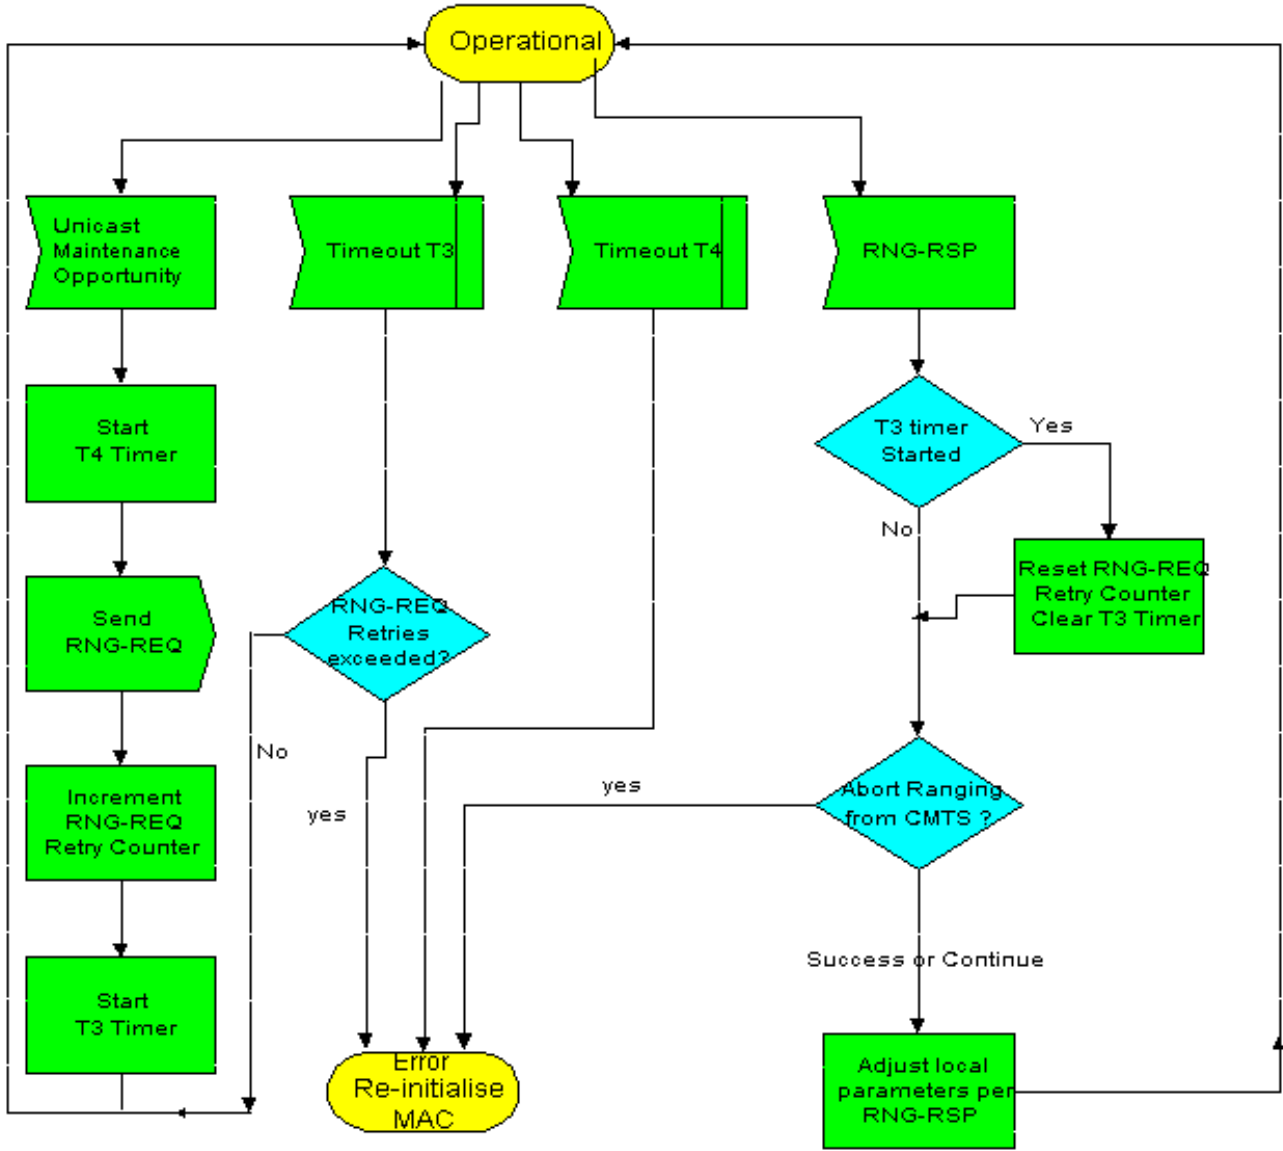 Operational
Unicast
Maintenance
Opportunity
Timeout T3
Timeout T4
RNG-RSP
Start
T4 Timer
T3 timer
Started
Yes
No
Send
RNG-REQ
RNG-REQ
Retries
exceeded?
Reset RNG-REQ
Retry Counter
Clear T3 Timer
No
Increment
RNG-REQ
Retry Counter
yes
yes
Abort Ranging
from CMTS ?
Success or Continue
Start
T3 Timer
Error
Re-initialise
MAC
Adjust local
parameters per
RNG-RSP